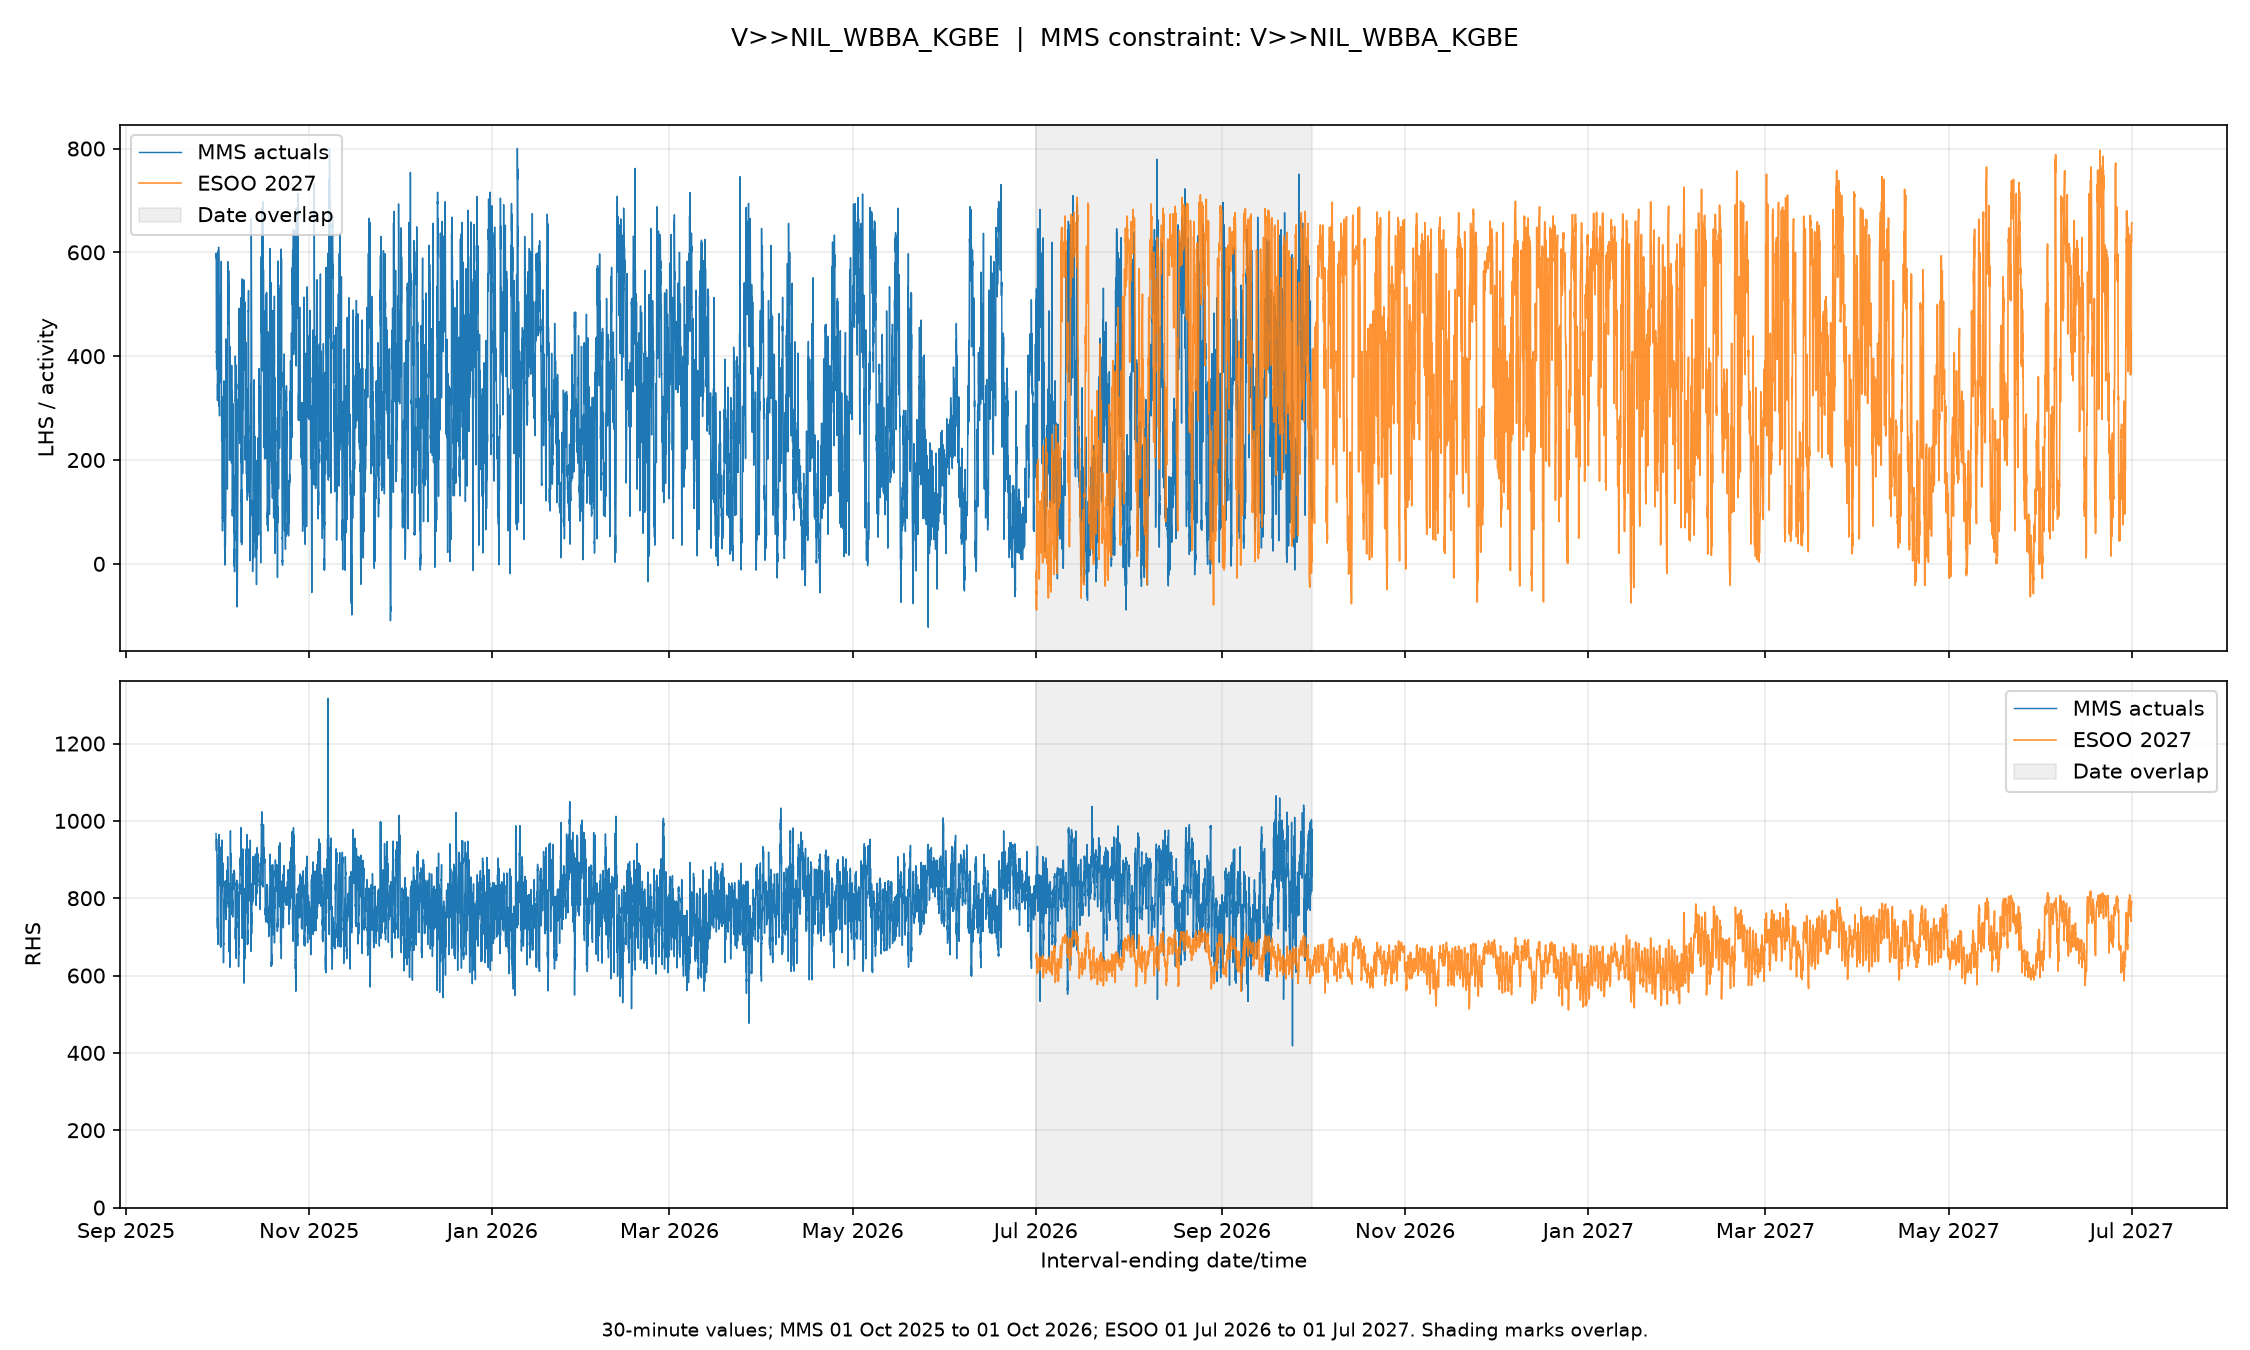 V>>NIL_WBBA_KGBE | MMS constraint: V>>NIL_WBBA_KGBE
MMS actuals
ESOO 2027
Date overlap
LHS / activity
800
600
400
200
0
MMS actuals
ESOO 2027
Date overlap
RHS
1200
1000
800
600
400
200
0
Sep 2025 Nov 2025 Jan 2026 Mar 2026 May 2026 Jul 2026 Sep 2026 Nov 2026 Jan 2027 Mar 2027 May 2027 Jul 2027
Interval-ending date/time
30-minute values; MMS 01 Oct 2025 to 01 Oct 2026; ESOO 01 Jul 2026 to 01 Jul 2027. Shading marks overlap.